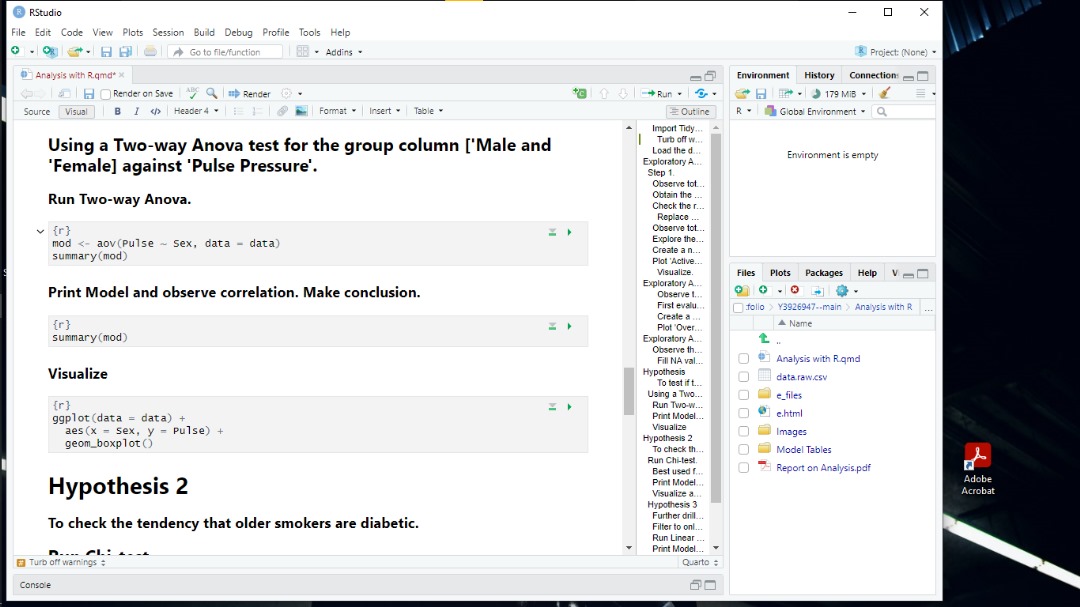 RStudio
File Edit Code View Plots Session Build Debug Profile Tools Help
Go to file/function Addins Project: (None)
Analysis with R.qmd*
Render on Save ABC Render Run
Source Visual B I </> Header 4 Format Insert Table Outline
Using a Two-way Anova test for the group column ['Male and
'Female] against 'Pulse Pressure'.
Run Two-way Anova.
{r}
mod <- aov(Pulse ~ Sex, data = data)
summary(mod)
Print Model and observe correlation. Make conclusion.
{r}
summary(mod)
Visualize
{r}
ggplot(data = data) +
aes(x = Sex, y = Pulse) +
geom_boxplot()
Hypothesis 2
To check the tendency that older smokers are diabetic.
Run Chi-test
Import Tidy...
Turb off w...
Load the d...
Exploratory A...
Step 1.
Observe tot...
Obtain the ...
Check the r...
Replace ...
Observe tot...
Explore the...
Create a n...
Plot 'Active...
Visualize.
Exploratory A...
Observe t...
First evalu...
Create a ...
Plot 'Over...
Exploratory A...
Observe th...
Fill NA val...
Hypothesis
To test if t...
Using a Two...
Run Two-w...
Print Model...
Visualize
Hypothesis 2
To check th...
Run Chi-test.
Best used f...
Print Model...
Visualize a...
Hypothesis 3
Further drill...
Filter to onl...
Run Linear ...
Print Model...
Turb off warnings Quarto
Console
Environment History Connection
179 MiB
R Global Environment
Environment is empty
Files Plots Packages Help
:folio > Y3926947--main > Analysis with R ...
Name
..
Analysis with R.qmd
data.raw.csv
e_files
e.html
Images
Model Tables
Report on Analysis.pdf
Adobe
Acrobat